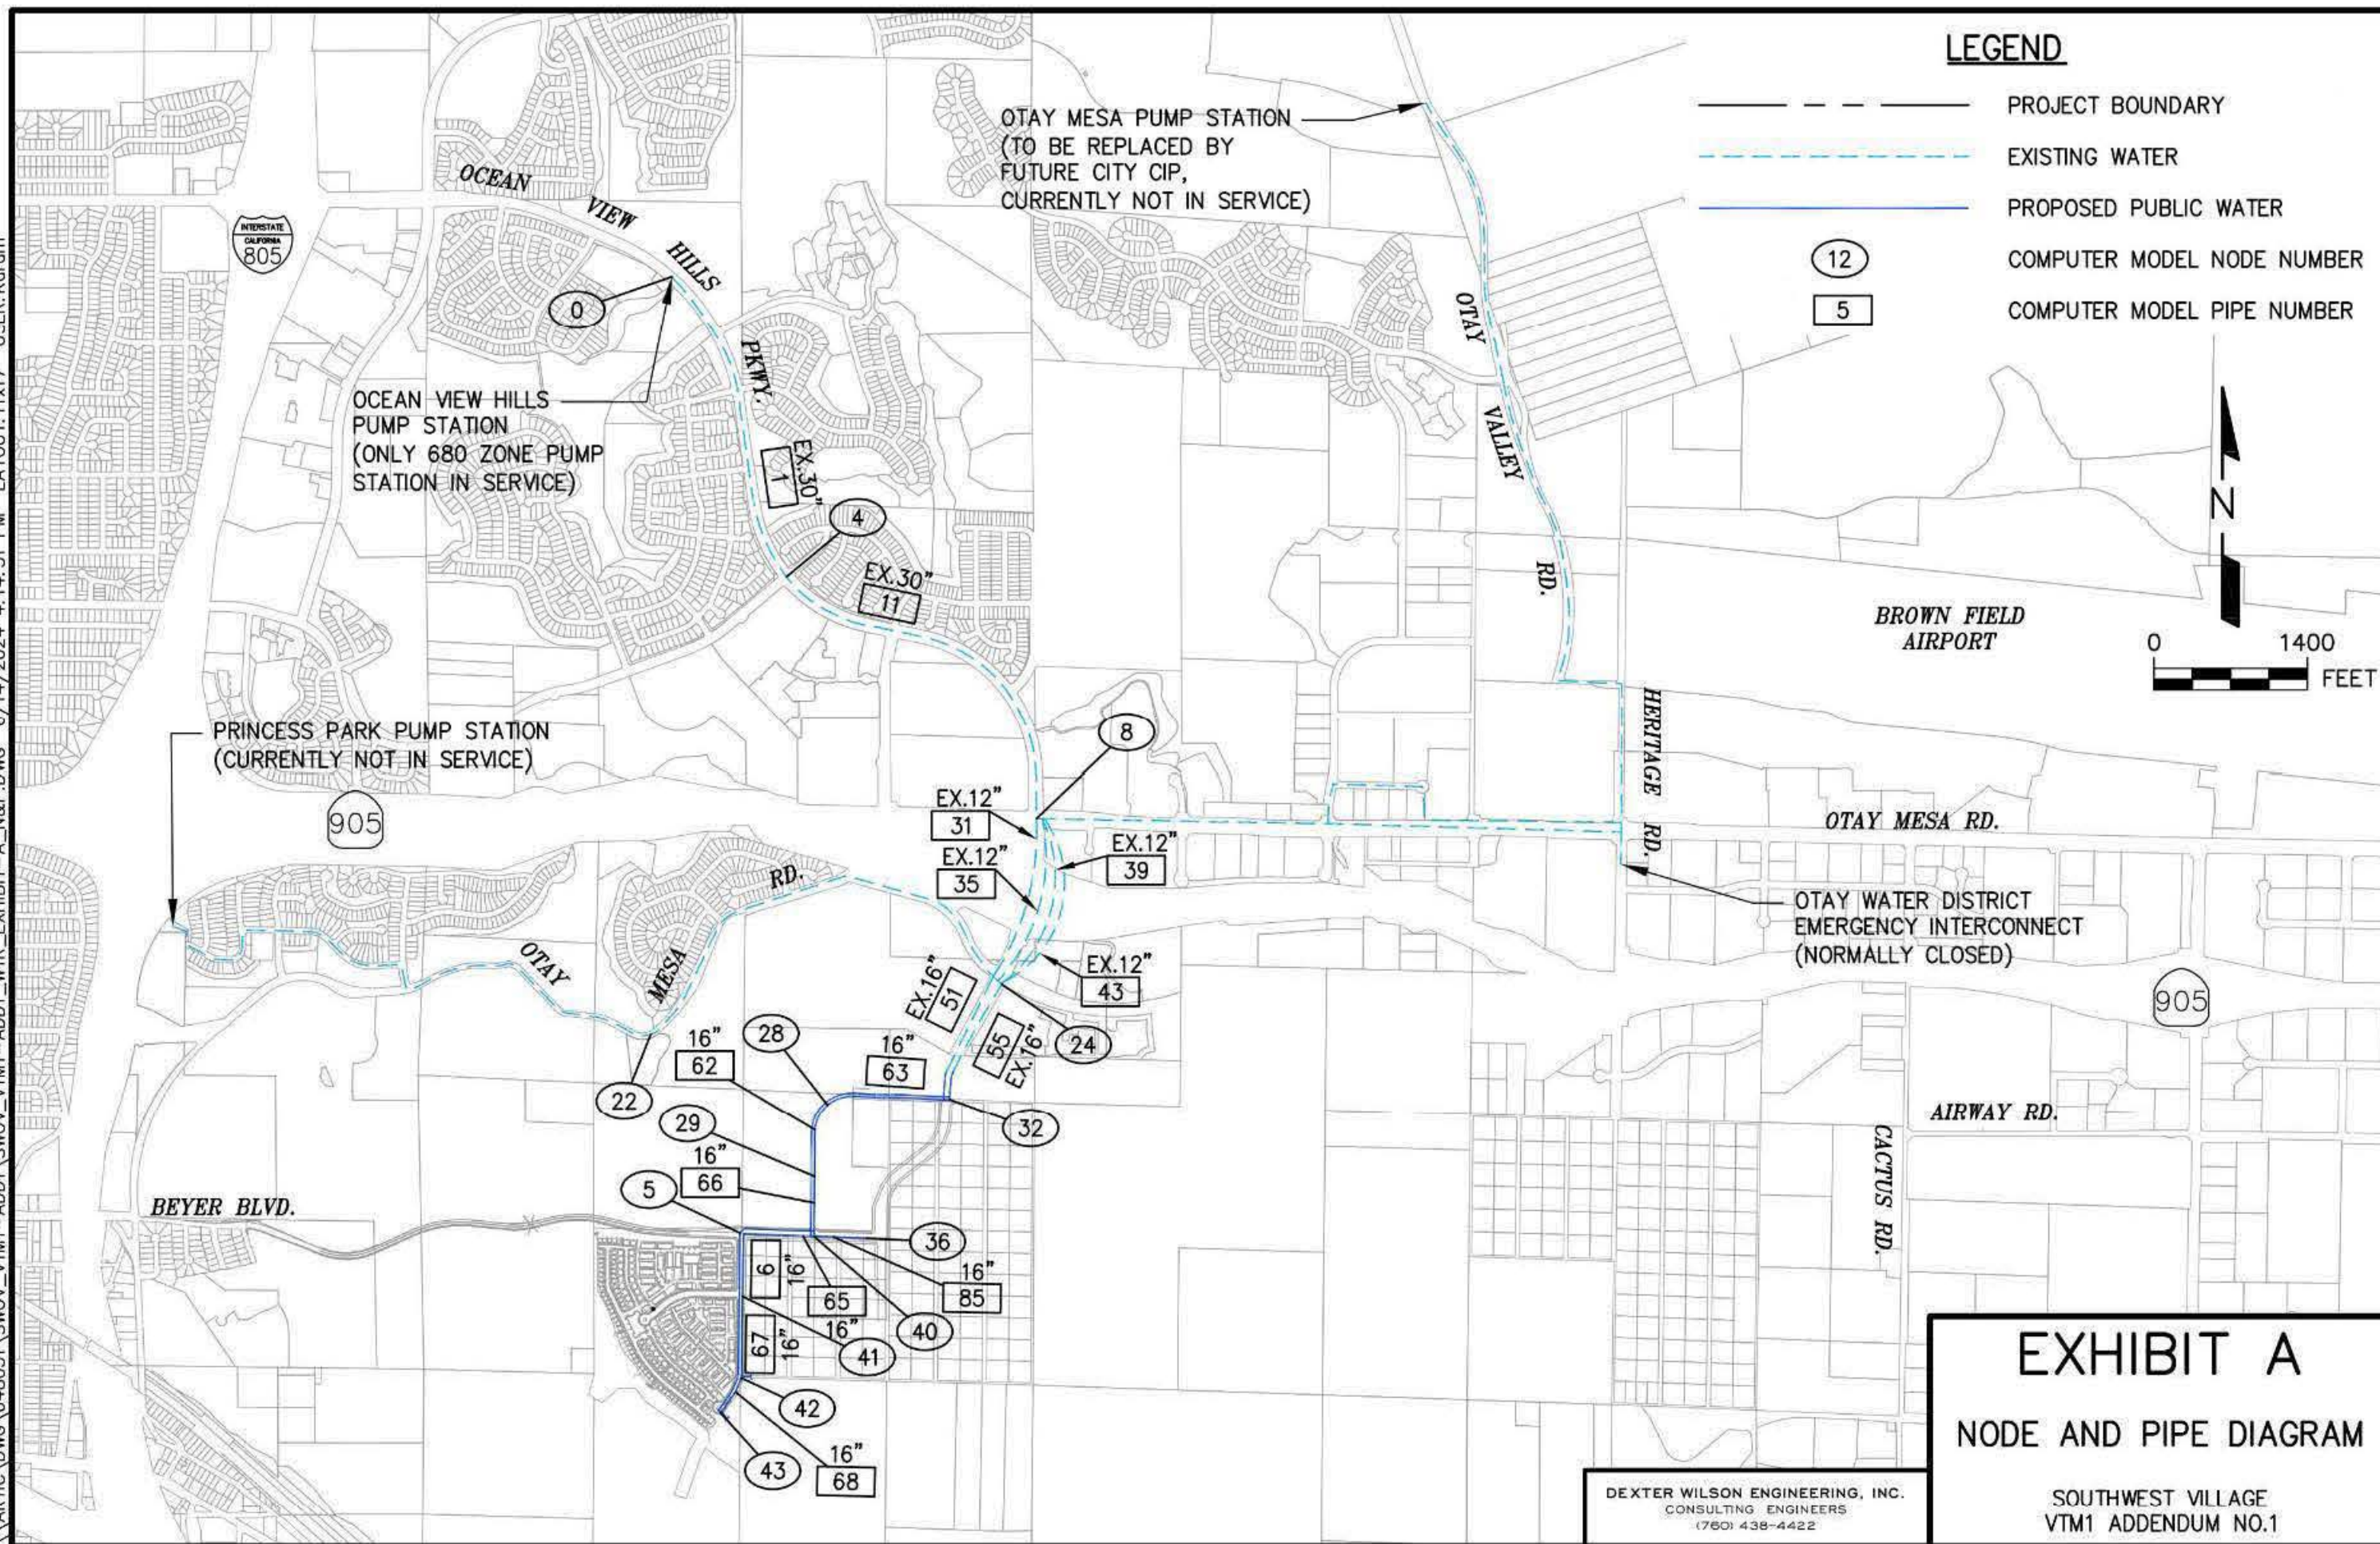 LEGEND
PROJECT BOUNDARY
EXISTING WATER
PROPOSED PUBLIC WATER
12
COMPUTER MODEL NODE NUMBER
5
COMPUTER MODEL PIPE NUMBER
OTAY MESA PUMP STATION
(TO BE REPLACED BY
FUTURE CITY CIP,
CURRENTLY NOT IN SERVICE)
OCEAN
VIEW
HILLS
PKWY.
INTERSTATE
CALIFORNIA
805
0
OCEAN VIEW HILLS
PUMP STATION
(ONLY 680 ZONE PUMP
STATION IN SERVICE)
EX.30"
1
4
EX.30"
11
OTAY
VALLEY
RD.
N
BROWN FIELD
AIRPORT
0 1400
FEET
PRINCESS PARK PUMP STATION
(CURRENTLY NOT IN SERVICE)
905
8
HERITAGE
RD.
EX.12"
31
EX.12"
35
EX.12"
39
OTAY MESA RD.
OTAY WATER DISTRICT
EMERGENCY INTERCONNECT
(NORMALLY CLOSED)
OTAY
MESA
RD.
EX.12"
43
EX.16"
51
55
EX.16"
24
905
16"
62
28
16"
63
22
29
32
AIRWAY RD.
CACTUS RD.
16"
66
5
BEYER BLVD.
36
6
16"
65
16"
16"
85
40
67
16"
41
42
43
16"
68
EXHIBIT A
NODE AND PIPE DIAGRAM
SOUTHWEST VILLAGE
VTM1 ADDENDUM NO.1
DEXTER WILSON ENGINEERING, INC.
CONSULTING ENGINEERS
(760) 438-4422